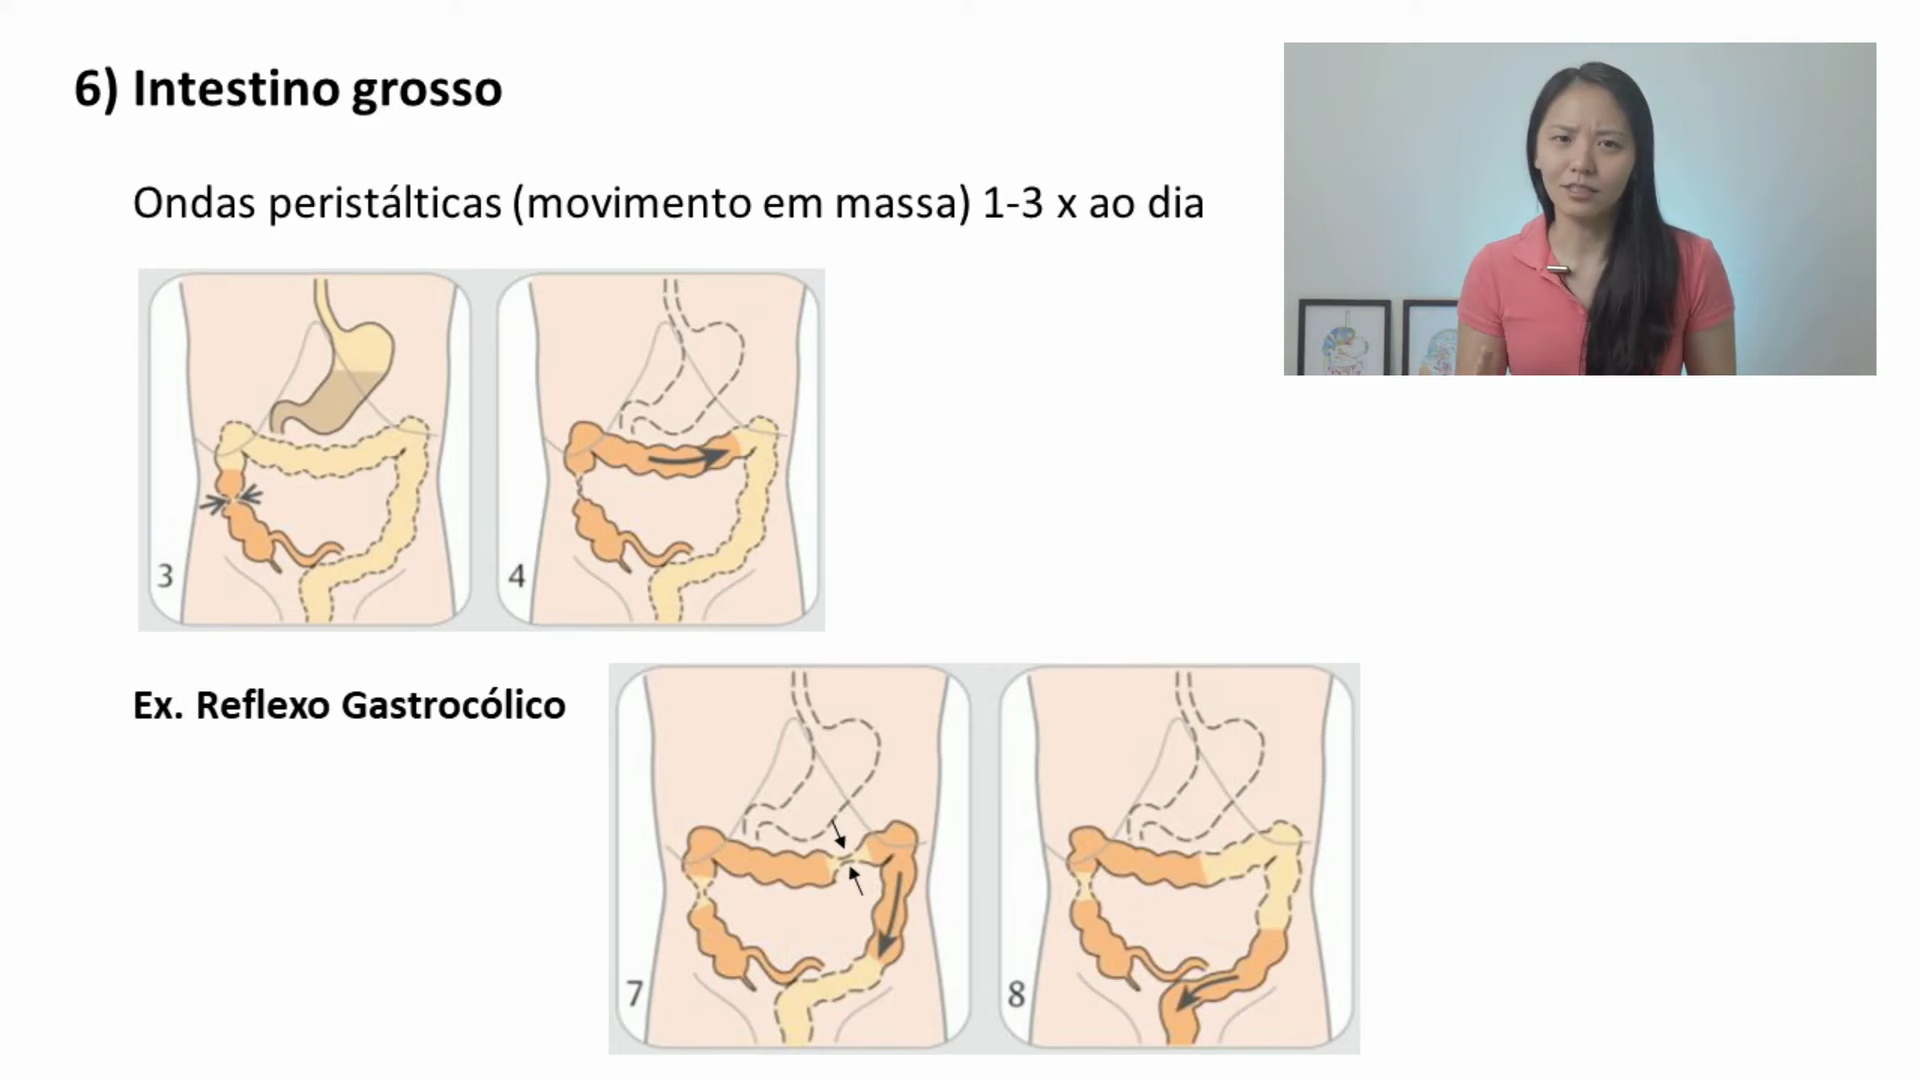 6) Intestino grosso
Ondas peristálticas (movimento em massa) 1-3 x ao dia
3
4
Ex. Reflexo Gastrocólico
7
8